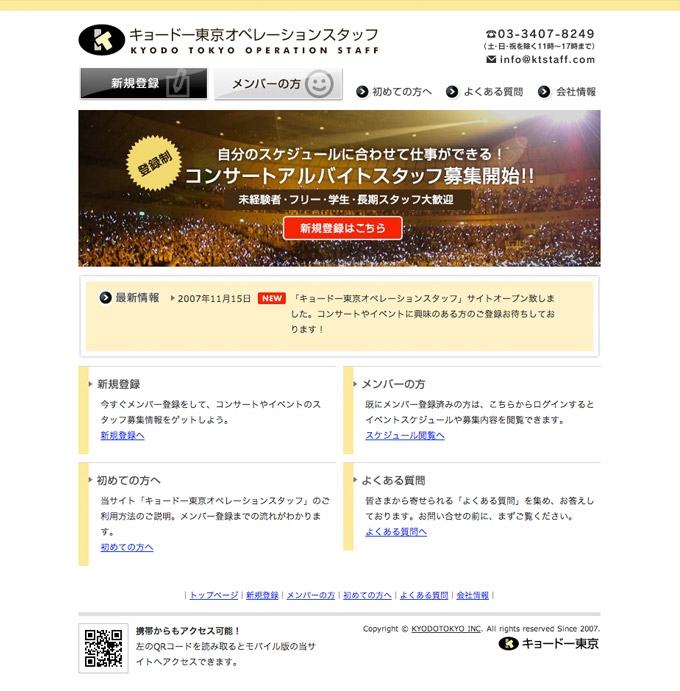 キョードー東京オペレーションスタッフ
KYODO TOKYO OPERATION STAFF
☎03-3407-8249
(土・日・祝を除く11時〜17時まで)
info@ktstaff.com
新規登録
メンバーの方
初めての方へ
よくある質問
会社情報
登録制
自分のスケジュールに合わせて仕事ができる！
コンサートアルバイトスタッフ募集開始!!
未経験者・フリー・学生・長期スタッフ大歓迎
新規登録はこちら
最新情報
2007年11月15日 NEW 「キョードー東京オペレーションスタッフ」サイトオープン致しま
した。コンサートやイベントに興味のある方のご登録お待ちしてお
ります！
新規登録
今すぐメンバー登録をして、コンサートやイベントのス
タッフ募集情報をゲットしよう。
新規登録へ
メンバーの方
既にメンバー登録済みの方は、こちらからログインすると
イベントスケジュールや募集内容を閲覧できます。
スケジュール閲覧へ
初めての方へ
当サイト「キョードー東京オペレーションスタッフ」のご
利用方法のご説明。メンバー登録までの流れがわかりま
す。
初めての方へ
よくある質問
皆さまから寄せられる「よくある質問」を集め、お答えし
ております。お問い合せの前に、まずご覧ください。
よくある質問へ
| トップページ | 新規登録 | メンバーの方 | 初めての方へ | よくある質問 | 会社情報 |
携帯からもアクセス可能！
左のQRコードを読み取るとモバイル版の当サ
イトへアクセスできます。
Copyright © KYODOTOKYO INC. All rights reserved Since 2007.
キョードー東京